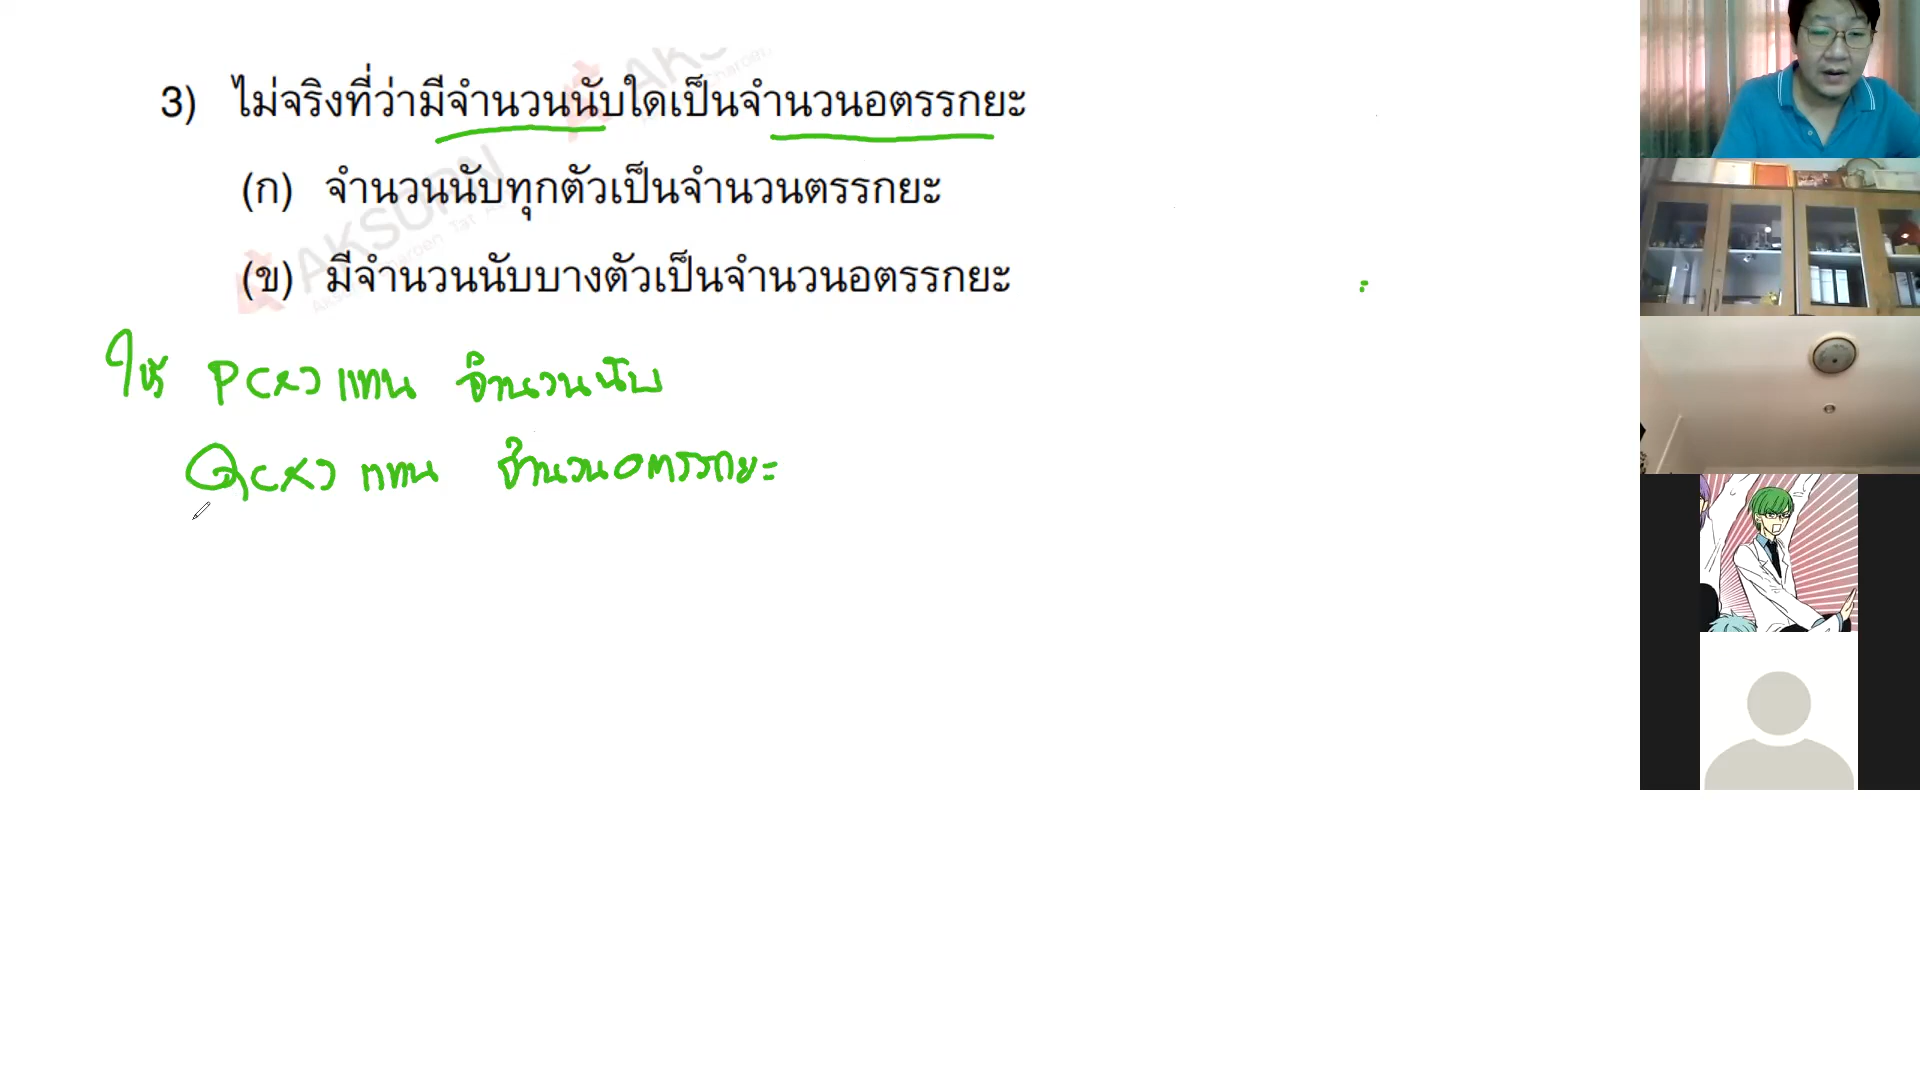 3) ไม่จริงที่ว่ามีจำนวนนับใดเป็นจำนวนอตรรกยะ
(ก) จำนวนนับทุกตัวเป็นจำนวนตรรกยะ
(ข) มีจำนวนนับบางตัวเป็นจำนวนอตรรกยะ
ให้ P(x) แทน จำนวนนับ
Q(x) แทน จำนวนอตรรกยะ
AKSORN